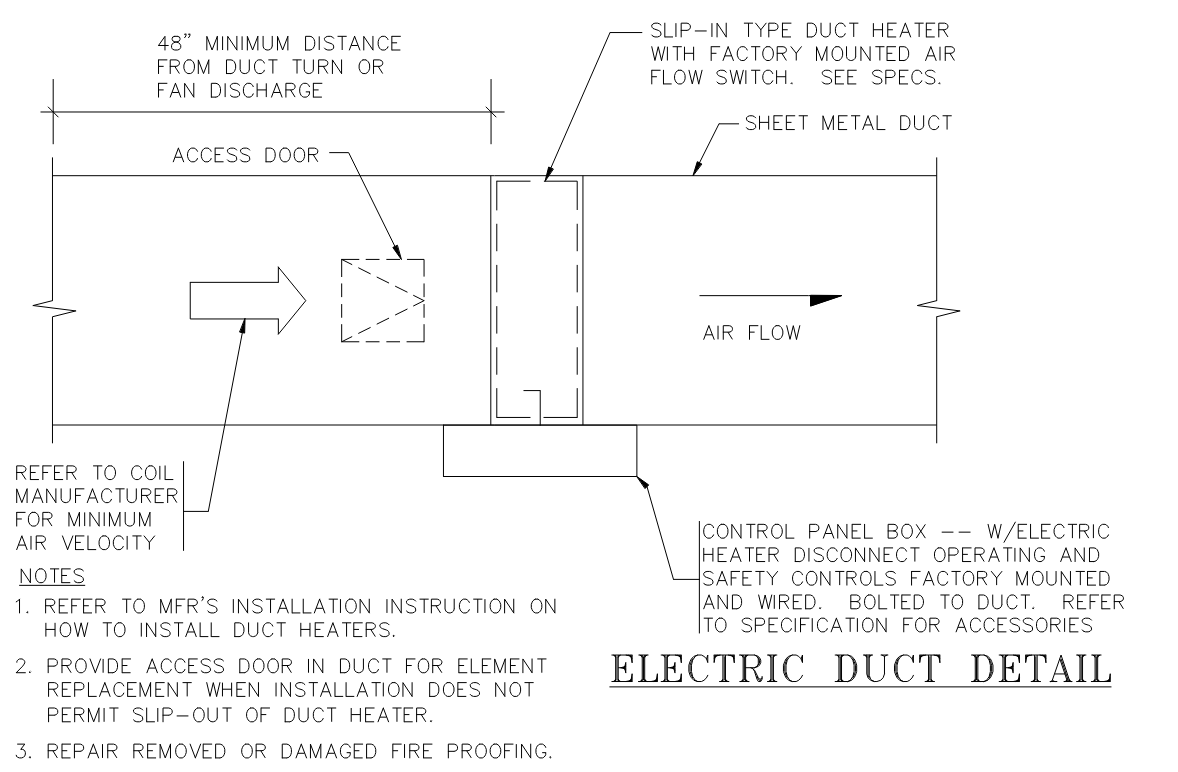 48” MINIMUM DISTANCE
FROM DUCT TURN OR
FAN DISCHARGE
SLIP-IN TYPE DUCT HEATER
WITH FACTORY MOUNTED AIR
FLOW SWITCH. SEE SPECS.
SHEET METAL DUCT
ACCESS DOOR
AIR FLOW
REFER TO COIL
MANUFACTURER
FOR MINIMUM
AIR VELOCITY
CONTROL PANEL BOX -- W/ELECTRIC
HEATER DISCONNECT OPERATING AND
SAFETY CONTROLS FACTORY MOUNTED
AND WIRED. BOLTED TO DUCT. REFER
TO SPECIFICATION FOR ACCESSORIES
NOTES
1. REFER TO MFR'S INSTALLATION INSTRUCTION ON
HOW TO INSTALL DUCT HEATERS.
2. PROVIDE ACCESS DOOR IN DUCT FOR ELEMENT
REPLACEMENT WHEN INSTALLATION DOES NOT
PERMIT SLIP-OUT OF DUCT HEATER.
3. REPAIR REMOVED OR DAMAGED FIRE PROOFING.
ELECTRIC DUCT DETAIL